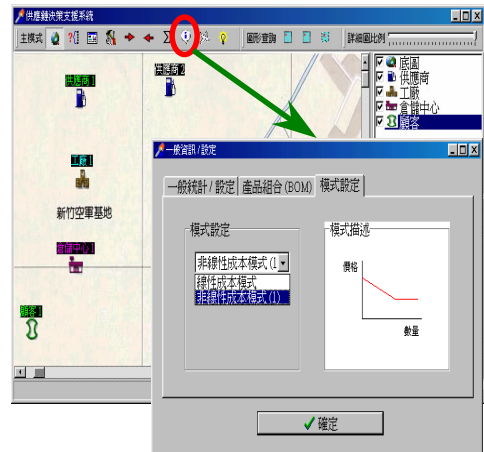 供應鏈決策支援系統
主模式
圖形查詢
詳細圖比例
供應商1
供應商2
工廠1
新竹空軍基地
倉儲中心1
顧客1
底圖
供應商
工廠
倉儲中心
顧客
一般資訊/設定
一般統計/設定
產品組合(BOM)
模式設定
模式設定
非線性成本模式(1
線性成本模式
非線性成本模式(1)
模式描述
價格
數量
確定